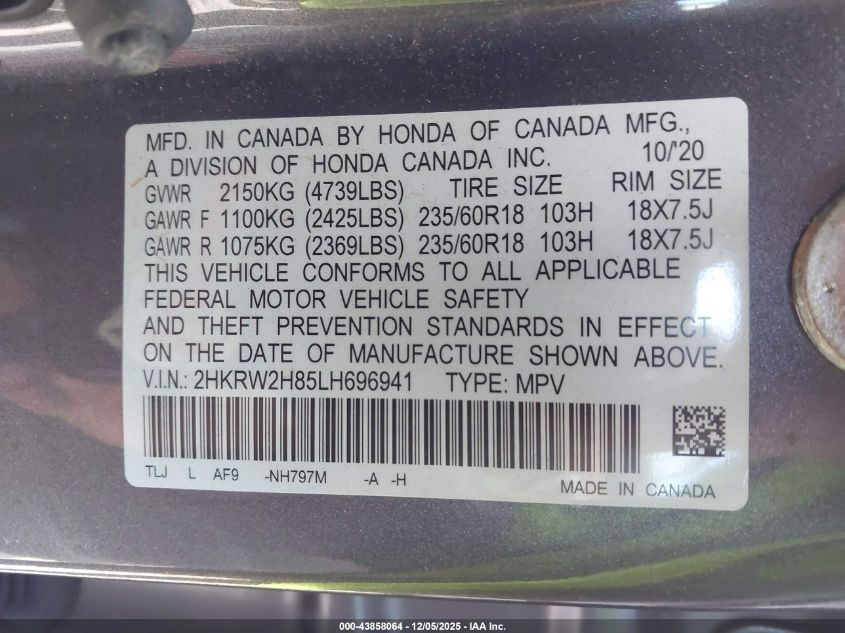 MFD. IN CANADA BY HONDA OF CANADA MFG.,
A DIVISION OF HONDA CANADA INC. 10/'20
GVWR 2150KG (4739LBS) TIRE SIZE RIM SIZE
GAWR F 1100KG (2425LBS) 235/60R18 103H 18X7.5J
GAWR R 1075KG (2369LBS) 235/60R18 103H 18X7.5J
THIS VEHICLE CONFORMS TO ALL APPLICABLE
FEDERAL MOTOR VEHICLE SAFETY
AND THEFT PREVENTION STANDARDS IN EFFECT
ON THE DATE OF MANUFACTURE SHOWN ABOVE.
V.I.N.: 2HKRW2H85LH696941 TYPE: MPV
TLJ L AF9 -NH797M -A -H
MADE IN CANADA
000-43858064 - 12/05/2025 - IAA Inc.